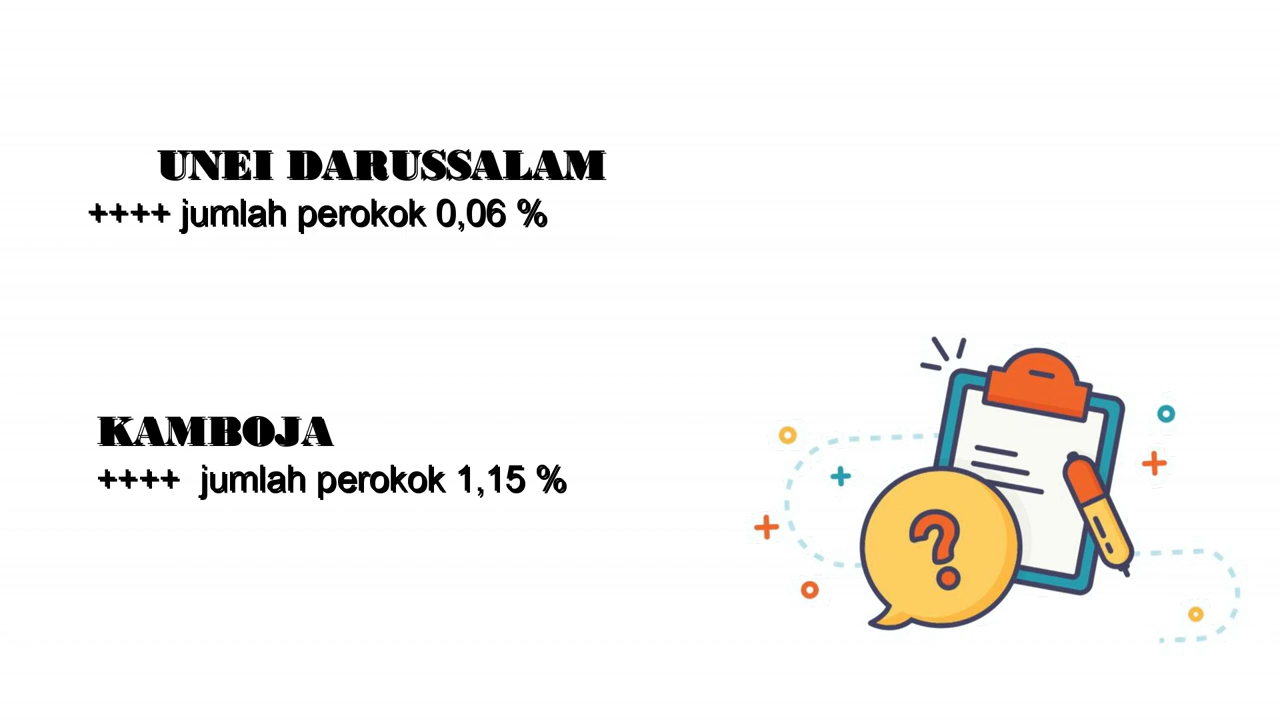 UNEI DARUSSALAM
++++ jumlah perokok 0,06 %
KAMBOJA
++++ jumlah perokok 1,15 %
?